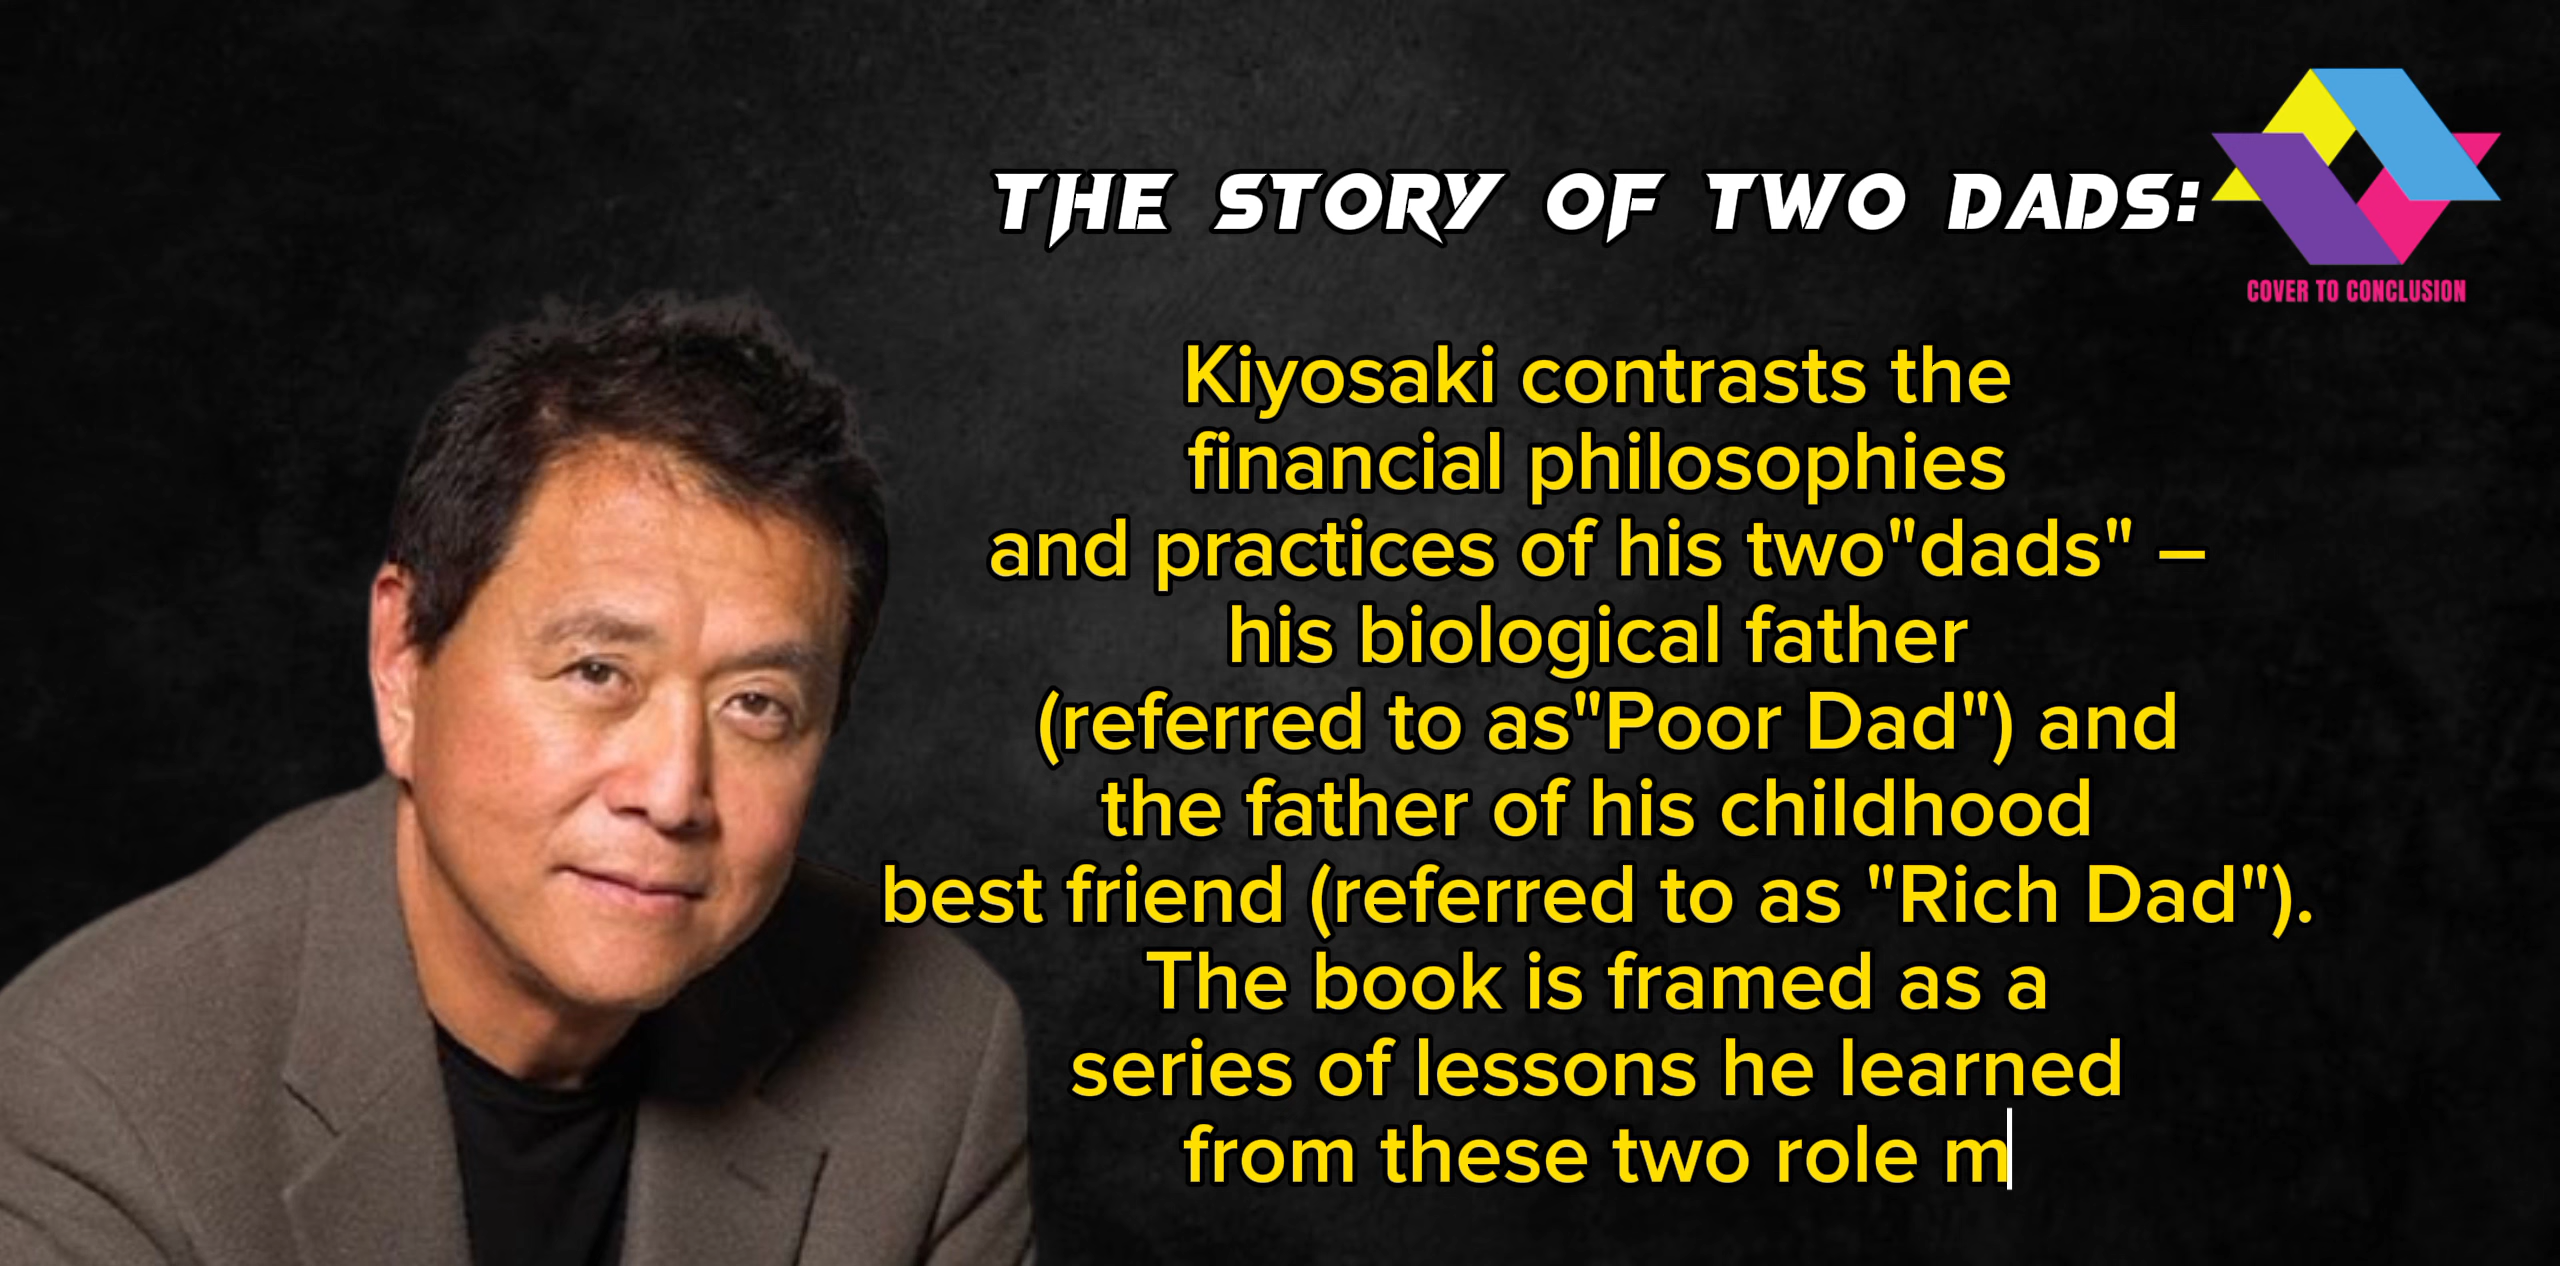 THE STORY OF TWO DADS:
COVER TO CONCLUSION
Kiyosaki contrasts the
financial philosophies
and practices of his two"dads" –
his biological father
(referred to as"Poor Dad") and
the father of his childhood
best friend (referred to as "Rich Dad").
The book is framed as a
series of lessons he learned
from these two role m